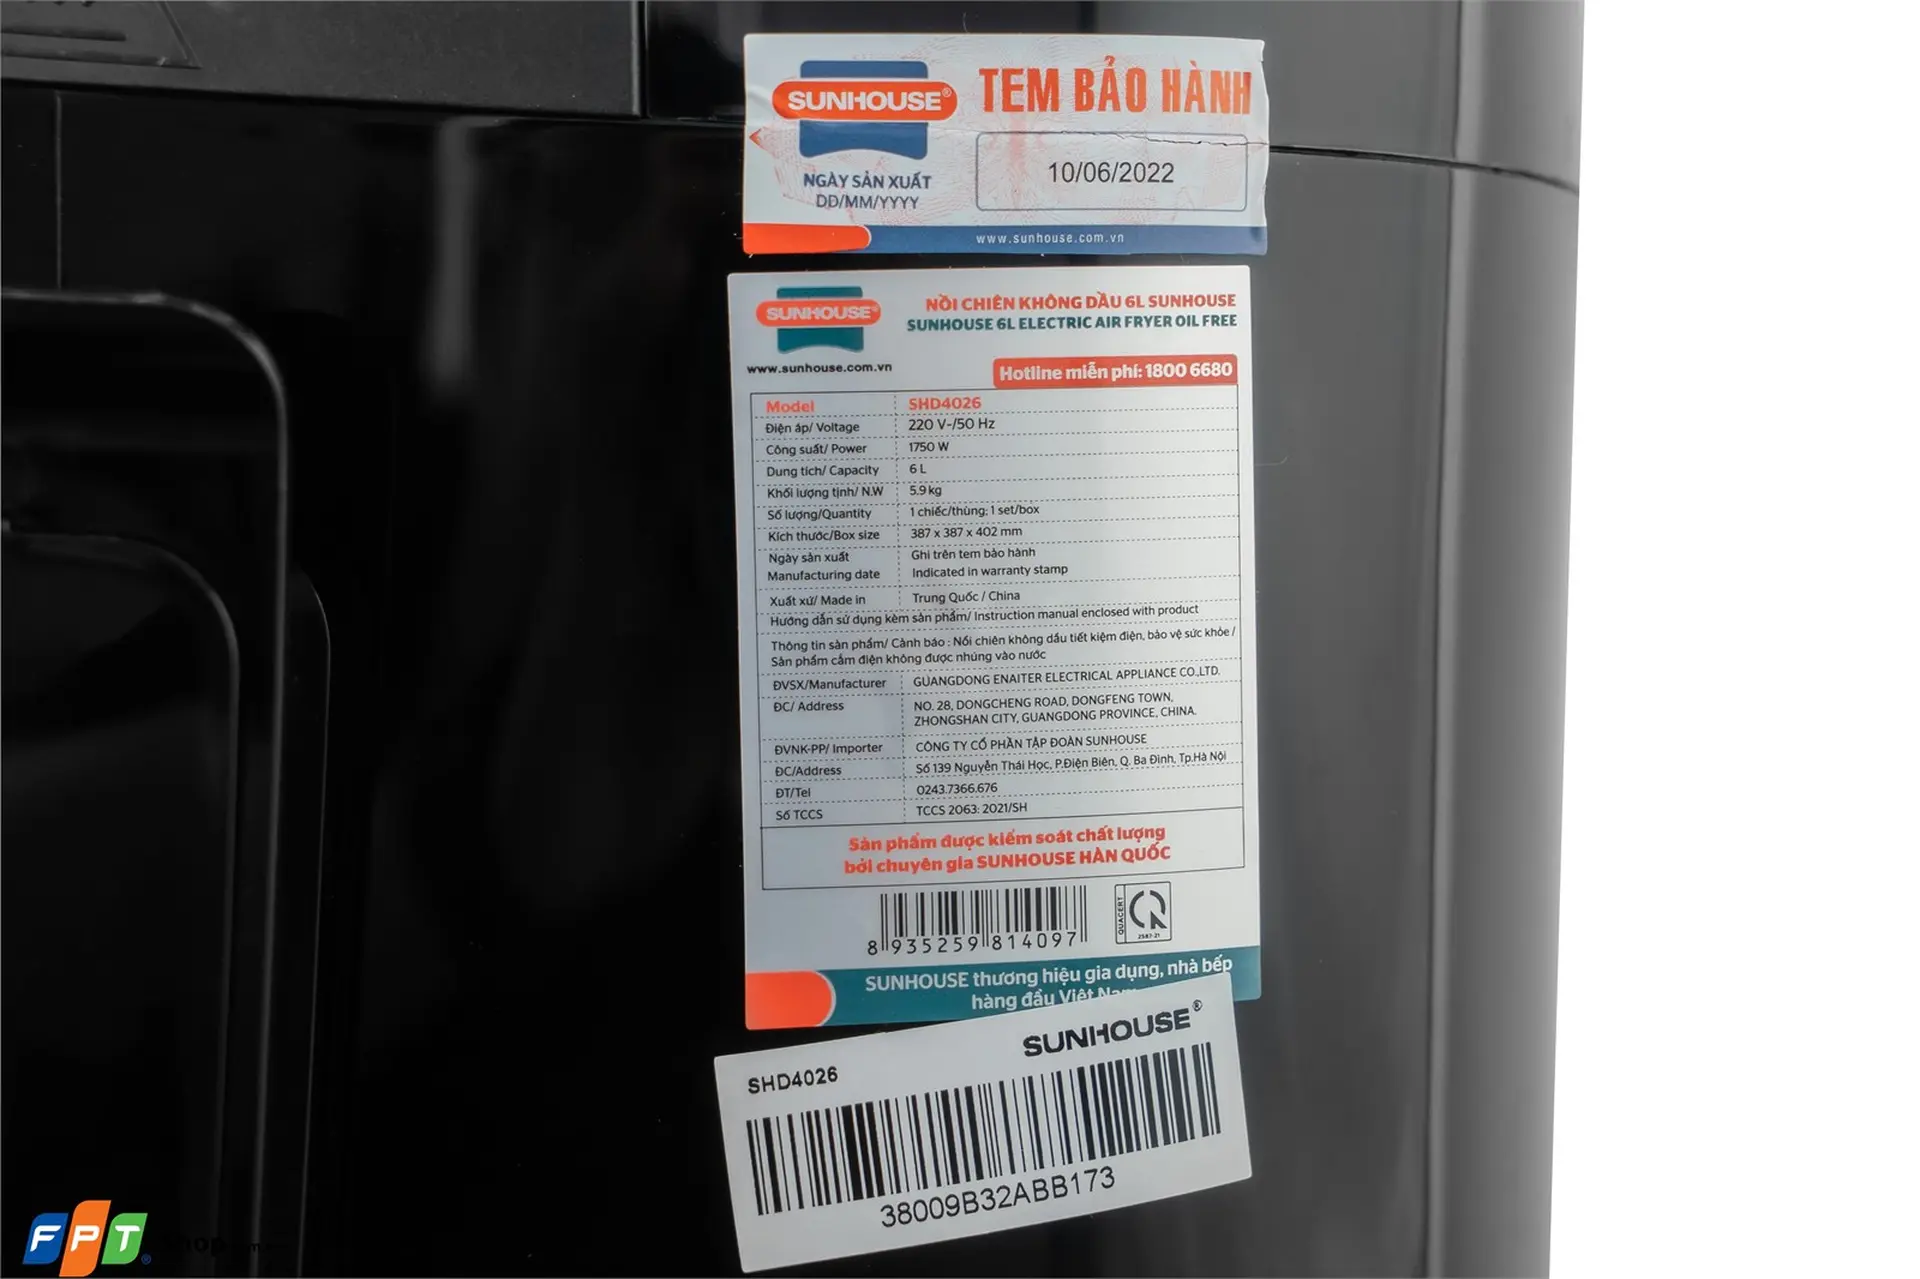 SUNHOUSE®
TEM BẢO HÀNH
10/06/2022
NGÀY SẢN XUẤT
DD/MM/YYYY
www.sunhouse.com.vn
SUNHOUSE®
NỒI CHIÊN KHÔNG DẦU 6L SUNHOUSE
SUNHOUSE 6L ELECTRIC AIR FRYER OIL FREE
www.sunhouse.com.vn
Hotline miễn phí: 1800 6680
Model SHD4026
Điện áp/ Voltage 220 V~/50 Hz
Công suất/ Power 1750 W
Dung tích/ Capacity 6 L
Khối lượng tịnh/ N.W 5.9 kg
Số lượng/Quantity 1 chiếc/thùng; 1 set/box
Kích thước/Box size 387 x 387 x 402 mm
Ngày sản xuất Ghi trên tem bảo hành
Manufacturing date Indicated in warranty stamp
Xuất xứ/ Made in Trung Quốc / China
Hướng dẫn sử dụng kèm sản phẩm/ Instruction manual enclosed with product
Thông tin sản phẩm/ Cảnh báo : Nồi chiên không dầu tiết kiệm điện, bảo vệ sức khỏe /
Sản phẩm cắm điện không được nhúng vào nước
ĐVSX/Manufacturer GUANGDONG ENAITER ELECTRICAL APPLIANCE CO.,LTD.
ĐC/ Address NO. 28, DONGCHENG ROAD, DONGFENG TOWN,
ZHONGSHAN CITY, GUANGDONG PROVINCE, CHINA.
ĐVNK-PP/ Importer CÔNG TY CỔ PHẦN TẬP ĐOÀN SUNHOUSE
ĐC/Address Số 139 Nguyễn Thái Học, P.Điện Biên, Q. Ba Đình, Tp.Hà Nội
ĐT/Tel 0243.7366.676
Số TCCS TCCS 2063: 2021/SH
Sản phẩm được kiểm soát chất lượng
bởi chuyên gia SUNHOUSE HÀN QUỐC
8 935259 814097
QUACERT
2587-21
SUNHOUSE thương hiệu gia dụng, nhà bếp
hàng đầu Việt Nam
SUNHOUSE®
SHD4026
38009B32ABB173
FPT®